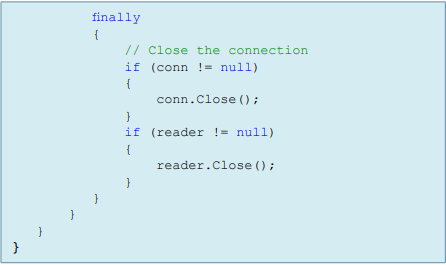 finally
{
// Close the connection
if (conn != null)
{
conn.Close();
}
if (reader != null)
{
reader.Close();
}
}
}
}
}